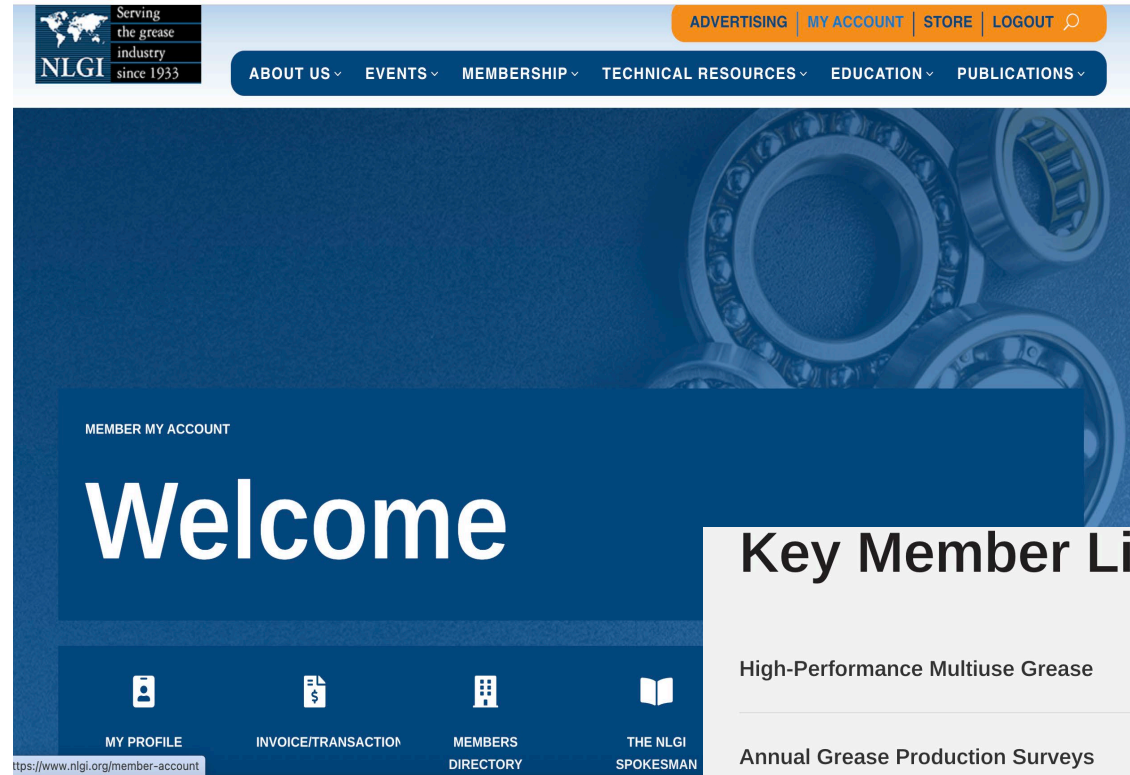 Serving
the grease
industry
NLGI since 1933
ADVERTISING | MY ACCOUNT | STORE | LOGOUT
ABOUT US EVENTS MEMBERSHIP TECHNICAL RESOURCES EDUCATION PUBLICATIONS
MEMBER MY ACCOUNT
Welcome
MY PROFILE
INVOICE/TRANSACTION
MEMBERS
DIRECTORY
THE NLGI
SPOKESMAN
Key Member Li
High-Performance Multiuse Grease
Annual Grease Production Surveys
ttps://www.nlgi.org/member-account